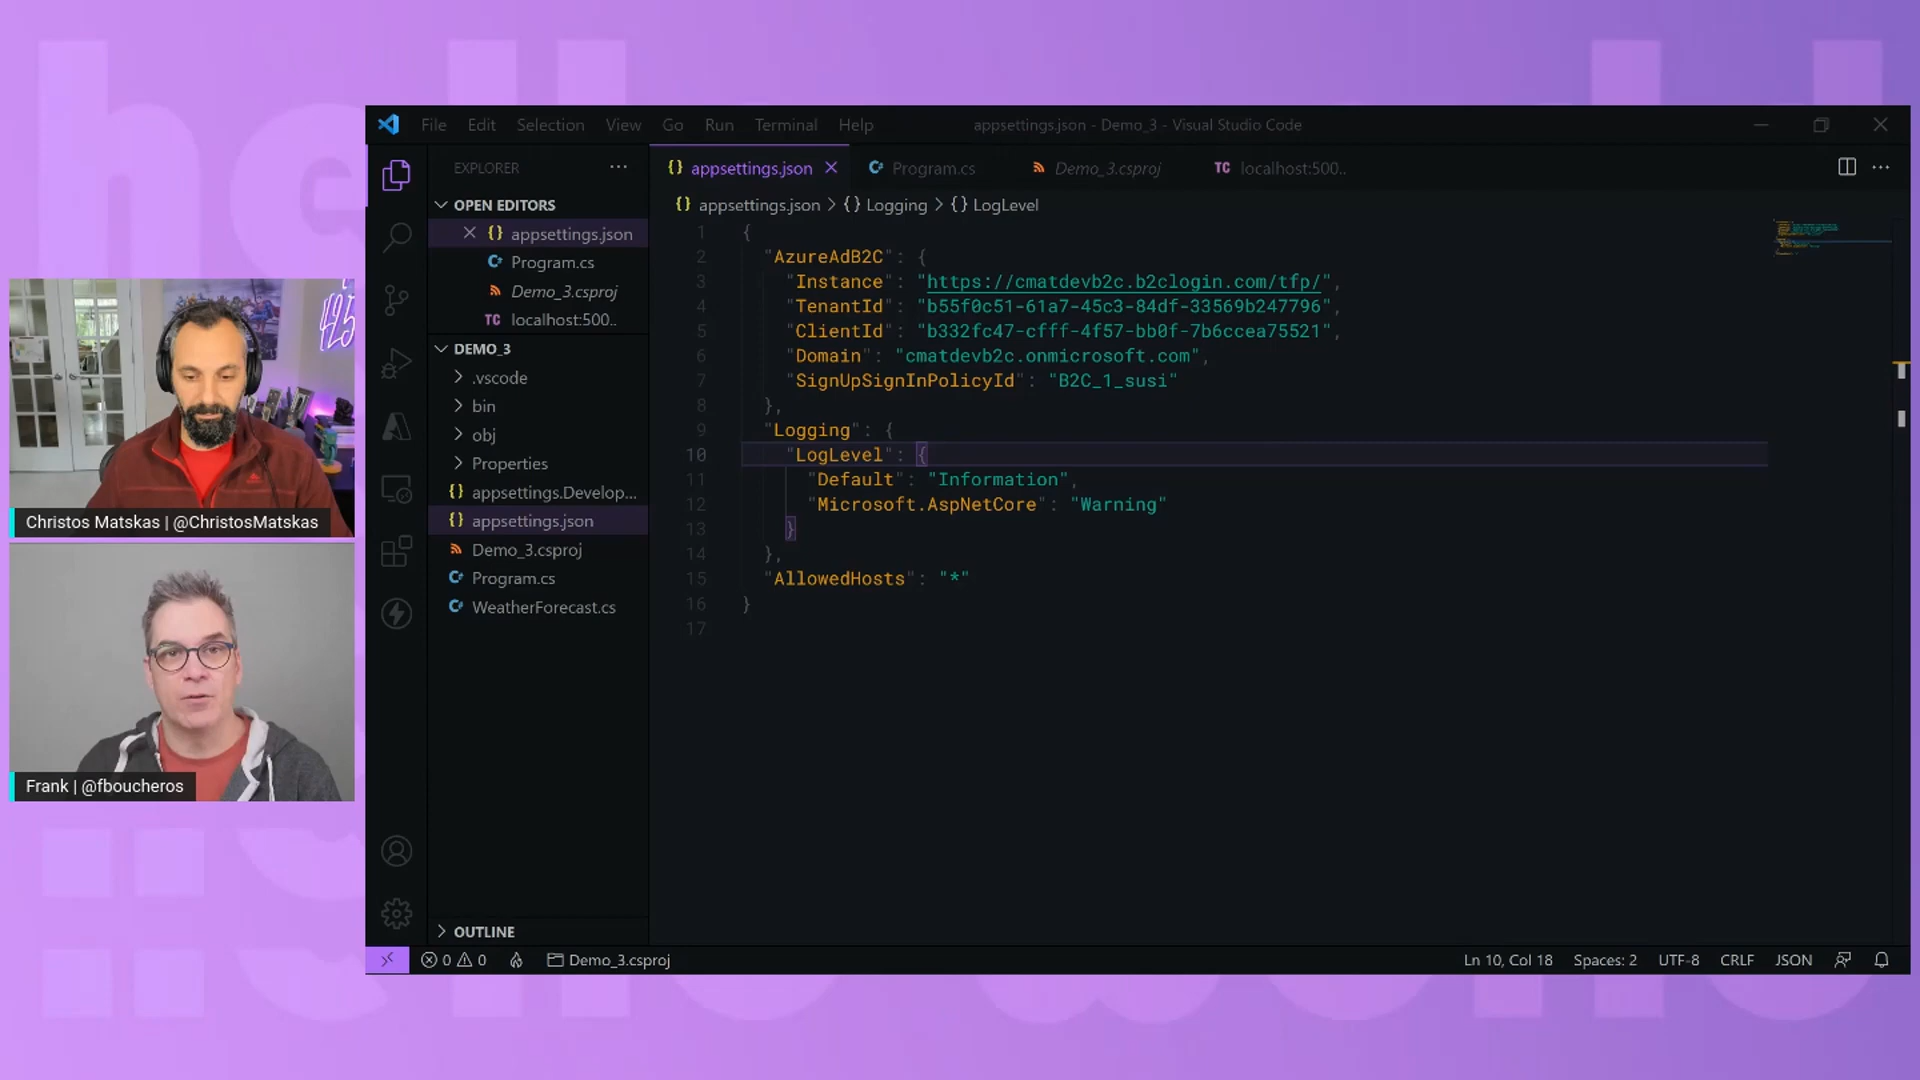 File Edit Selection View Go Run Terminal Help
appsettings.json - Demo_3 - Visual Studio Code
EXPLORER
OPEN EDITORS
appsettings.json
Program.cs
Demo_3.csproj
localhost:500..
DEMO_3
.vscode
bin
obj
Properties
appsettings.Develop...
appsettings.json
Demo_3.csproj
Program.cs
WeatherForecast.cs
OUTLINE
appsettings.json
Program.cs
Demo_3.csproj
TC localhost:500..
{} appsettings.json > {} Logging > {} LogLevel
1 {
2 "AzureAdB2C": {
3 "Instance": "https://cmatdevb2c.b2clogin.com/tfp/",
4 "TenantId": "b55f0c51-61a7-45c3-84df-33569b247796",
5 "ClientId": "b332fc47-cfff-4f57-bb0f-7b6ccea75521",
6 "Domain": "cmatdevb2c.onmicrosoft.com",
7 "SignUpSignInPolicyId": "B2C_1_susi"
8 },
9 "Logging": {
10 "LogLevel": {
11 "Default": "Information",
12 "Microsoft.AspNetCore": "Warning"
13 }
14 },
15 "AllowedHosts": "*"
16 }
17
0 0 Demo_3.csproj
Ln 10, Col 18 Spaces: 2 UTF-8 CRLF JSON
Christos Matskas | @ChristosMatskas
Frank | @fboucheros